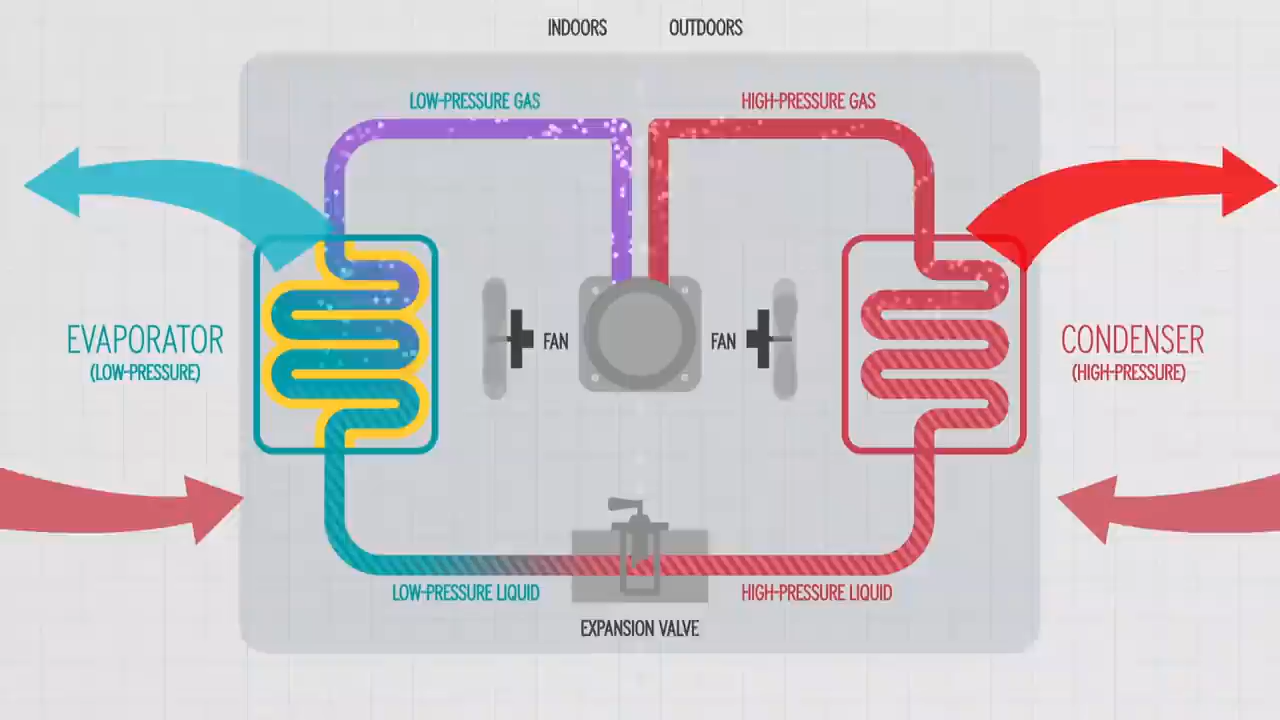 INDOORS
OUTDOORS
LOW-PRESSURE GAS
HIGH-PRESSURE GAS
EVAPORATOR
(LOW-PRESSURE)
FAN
FAN
CONDENSER
(HIGH-PRESSURE)
LOW-PRESSURE LIQUID
HIGH-PRESSURE LIQUID
EXPANSION VALVE